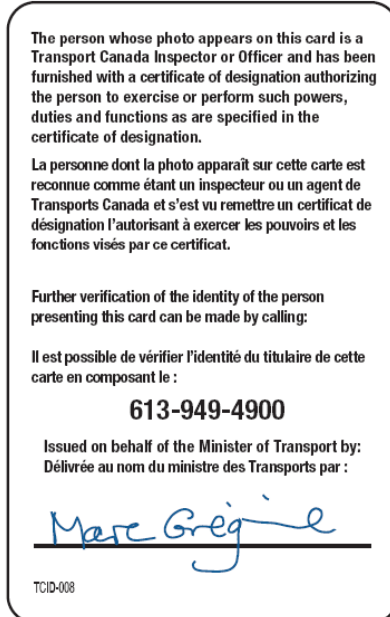 The person whose photo appears on this card is a
Transport Canada Inspector or Officer and has been
furnished with a certificate of designation authorizing
the person to exercise or perform such powers,
duties and functions as are specified in the
certificate of designation.
La personne dont la photo apparaît sur cette carte est
reconnue comme étant un inspecteur ou un agent de
Transports Canada et s'est vu remettre un certificat de
désignation l'autorisant à exercer les pouvoirs et les
fonctions visés par ce certificat.
Further verification of the identity of the person
presenting this card can be made by calling:
Il est possible de vérifier l'identité du titulaire de cette
carte en composant le :
613-949-4900
Issued on behalf of the Minister of Transport by:
Délivrée au nom du ministre des Transports par :
Marc Grégoire
TCID-008